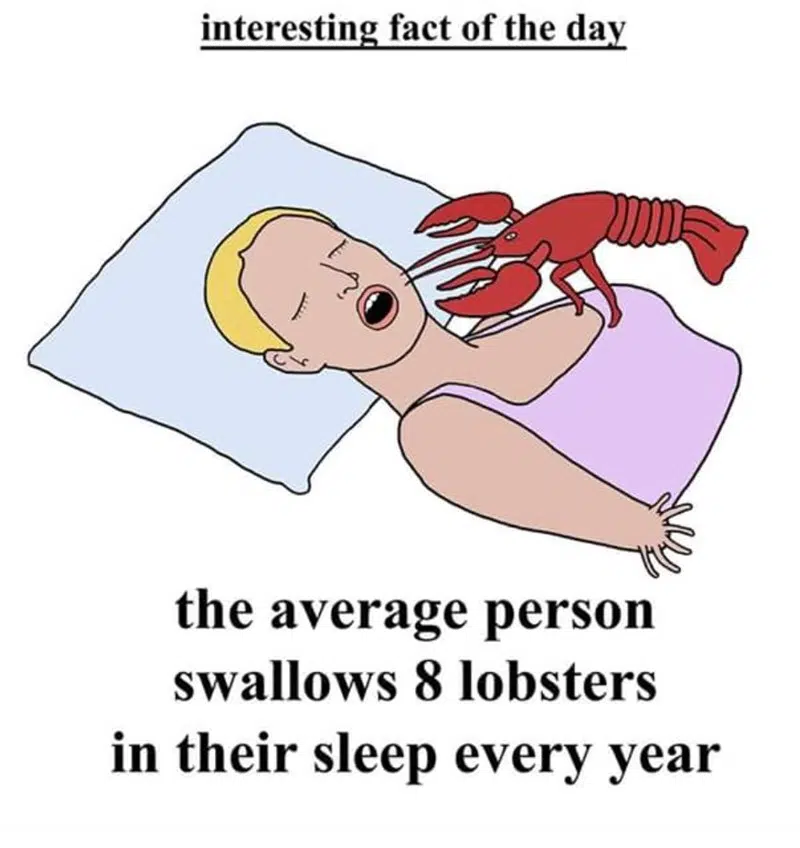 interesting fact of the day
the average person
swallows 8 lobsters
in their sleep every year